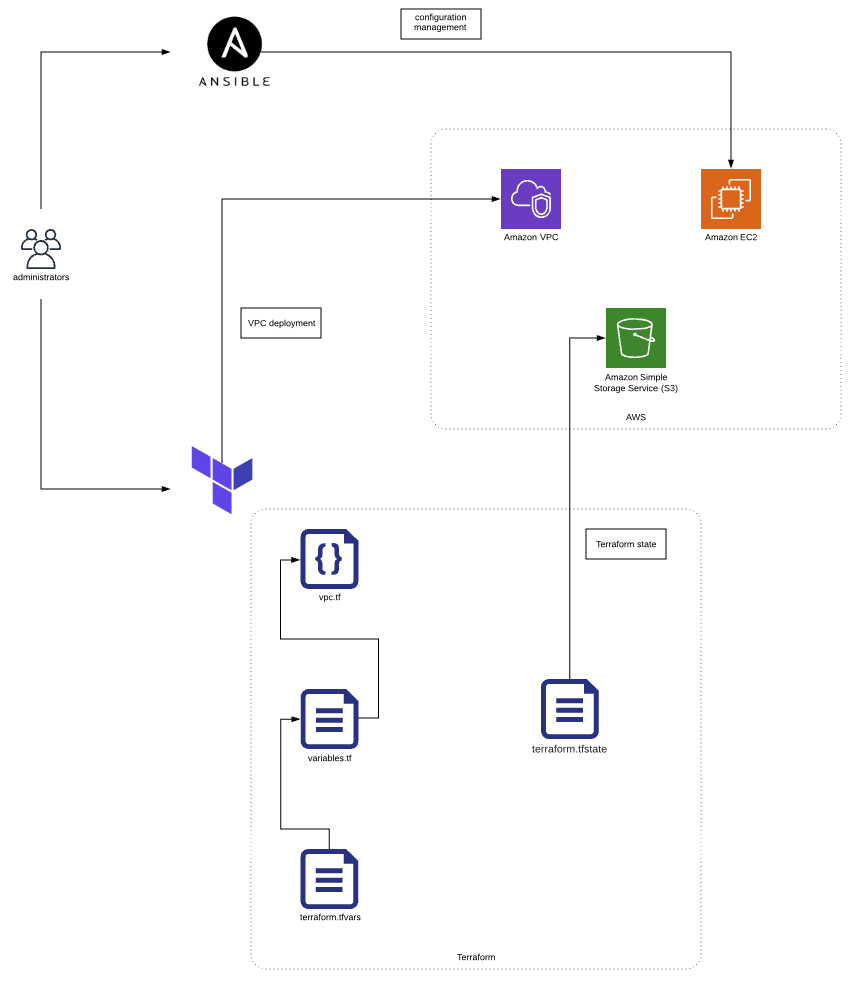 configuration
management
ANSIBLE
Amazon VPC
Amazon EC2
administrators
VPC deployment
Amazon Simple
Storage Service (S3)
AWS
Terraform state
{}
vpc.tf
variables.tf
terraform.tfstate
terraform.tfvars
Terraform